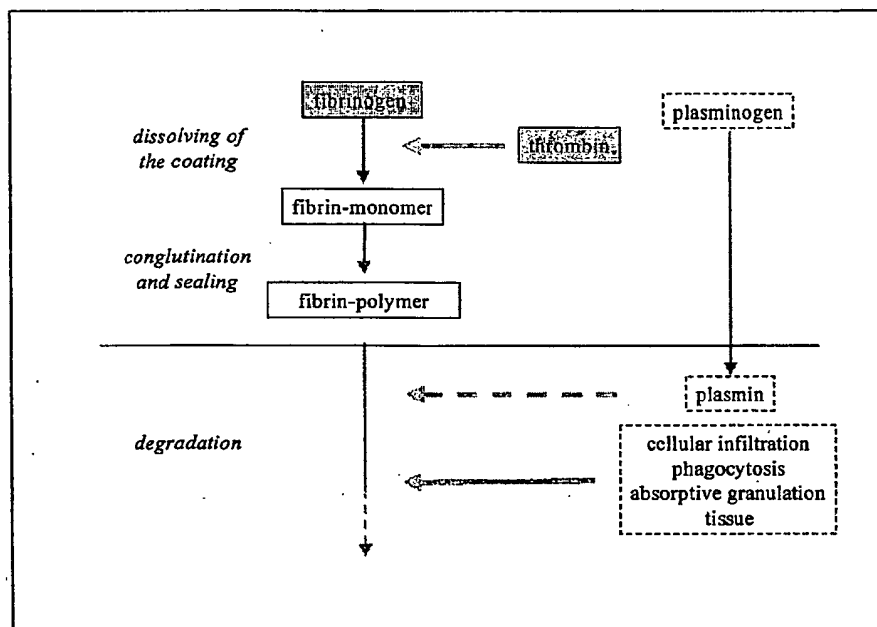 fibrinogen
plasminogen
dissolving of
the coating
thrombin
fibrin-monomer
conglutination
and sealing
fibrin-polymer
plasmin
degradation
cellular infiltration
phagocytosis
absorptive granulation
tissue